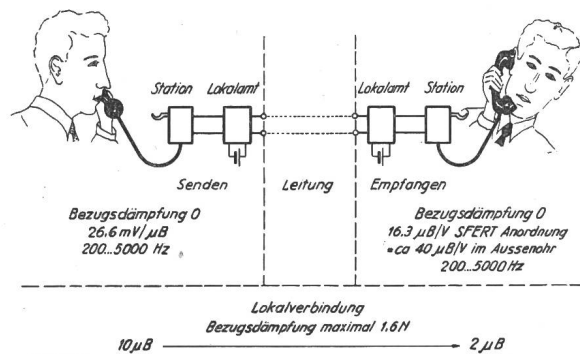 Station Lokalamt
Lokalamt Station
Senden
Leitung
Empfangen
Bezugsdämpfung 0
26.6 mV/µB
200...5000 Hz
Bezugsdämpfung 0
16.3 µB/V SFERT Anordnung
=ca 40 µB/V im Aussenohr
200...5000 Hz
Lokalverbindung
Bezugsdämpfung maximal 1.6 N
10 µB
2 µB